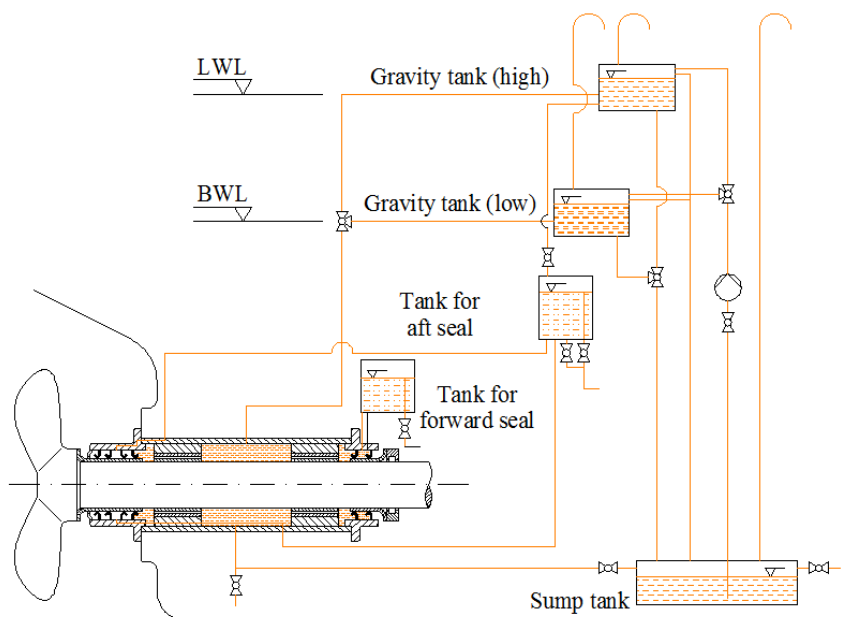 LWL
Gravity tank (high)
BWL
Gravity tank (low)
Tank for
aft seal
Tank for
forward seal
Sump tank